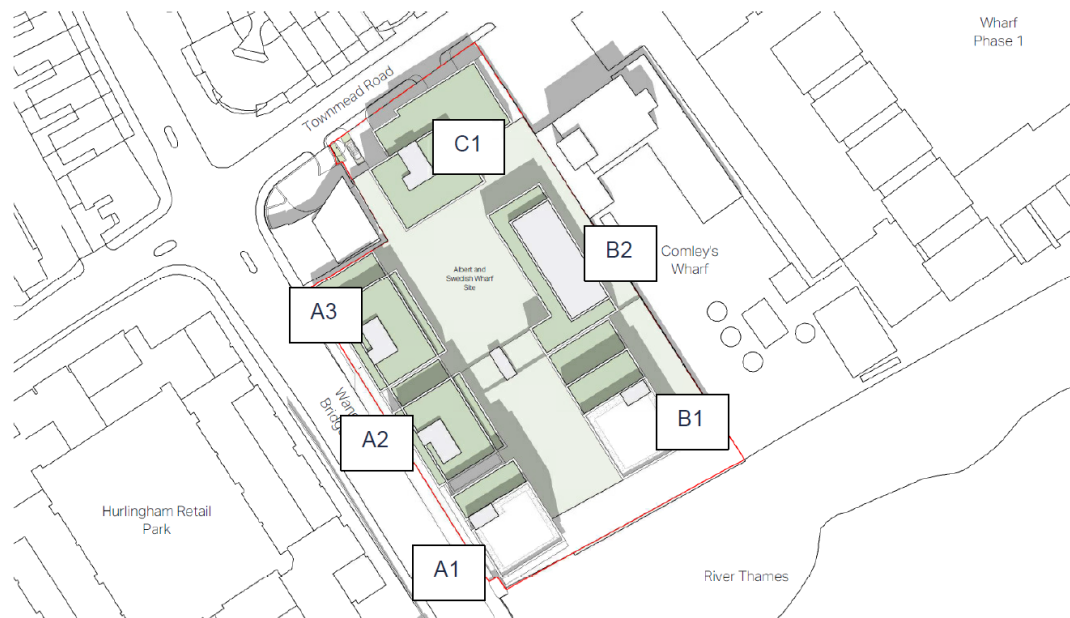 Wharf
Phase 1
Townmead Road
C1
B2
Comley's
Wharf
Albert and
Swedish Wharf
Site
A3
B1
A2
Hurlingham Retail
Park
A1
River Thames